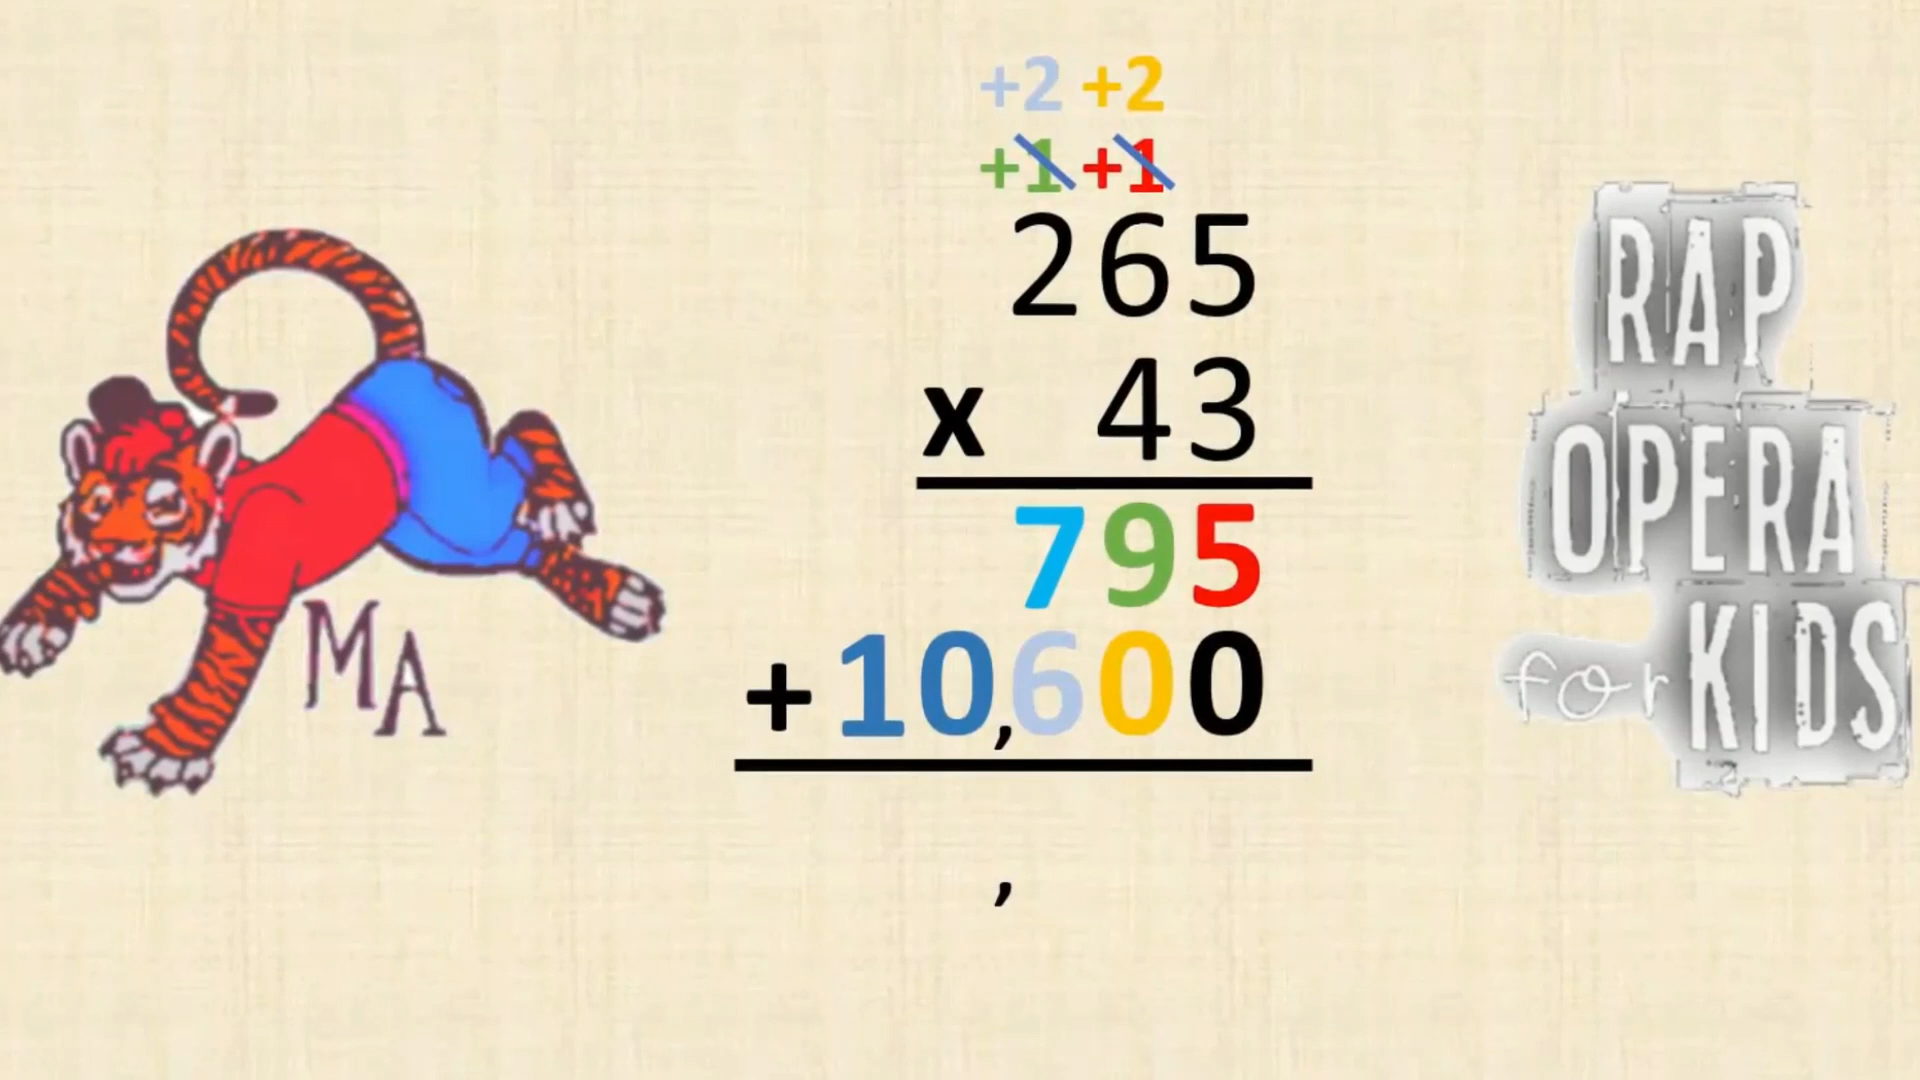 +2 +2
+1 +1
265
x 43
795
+ 10,600
,
MA
RAP
OPERA
for KIDS